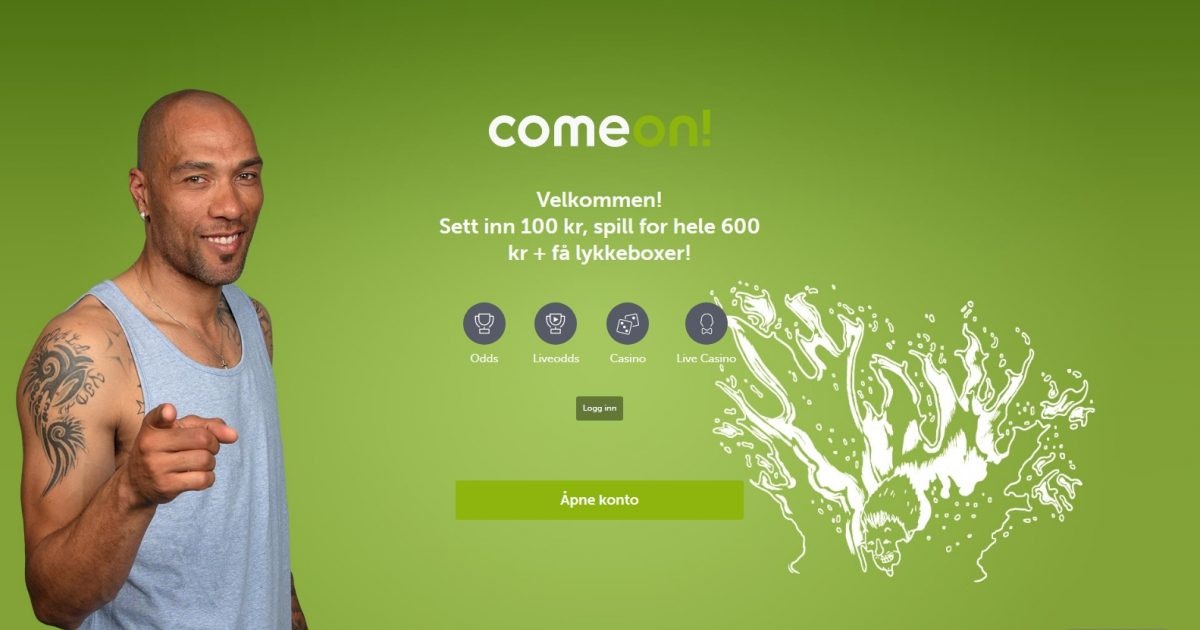 comeon!
Velkommen!
Sett inn 100 kr, spill for hele 600
kr + få lykkeboxer!
Odds
Liveodds
Casino
Live Casino
Logg inn
Åpne konto